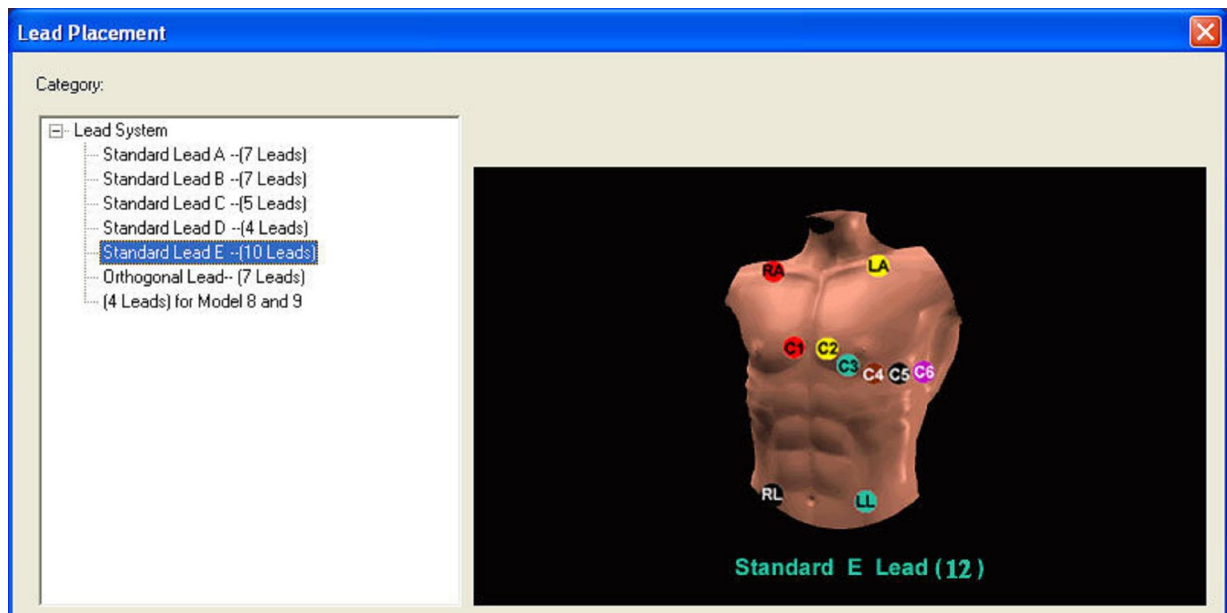 Lead Placement
Category:
Lead System
Standard Lead A --(7 Leads)
Standard Lead B --(7 Leads)
Standard Lead C --(5 Leads)
Standard Lead D --(4 Leads)
Standard Lead E --(10 Leads)
Orthogonal Lead-- (7 Leads)
(4 Leads) for Model 8 and 9
RA LA
C1 C2 C3 C4 C5 C6
RL LL
Standard E Lead (12)